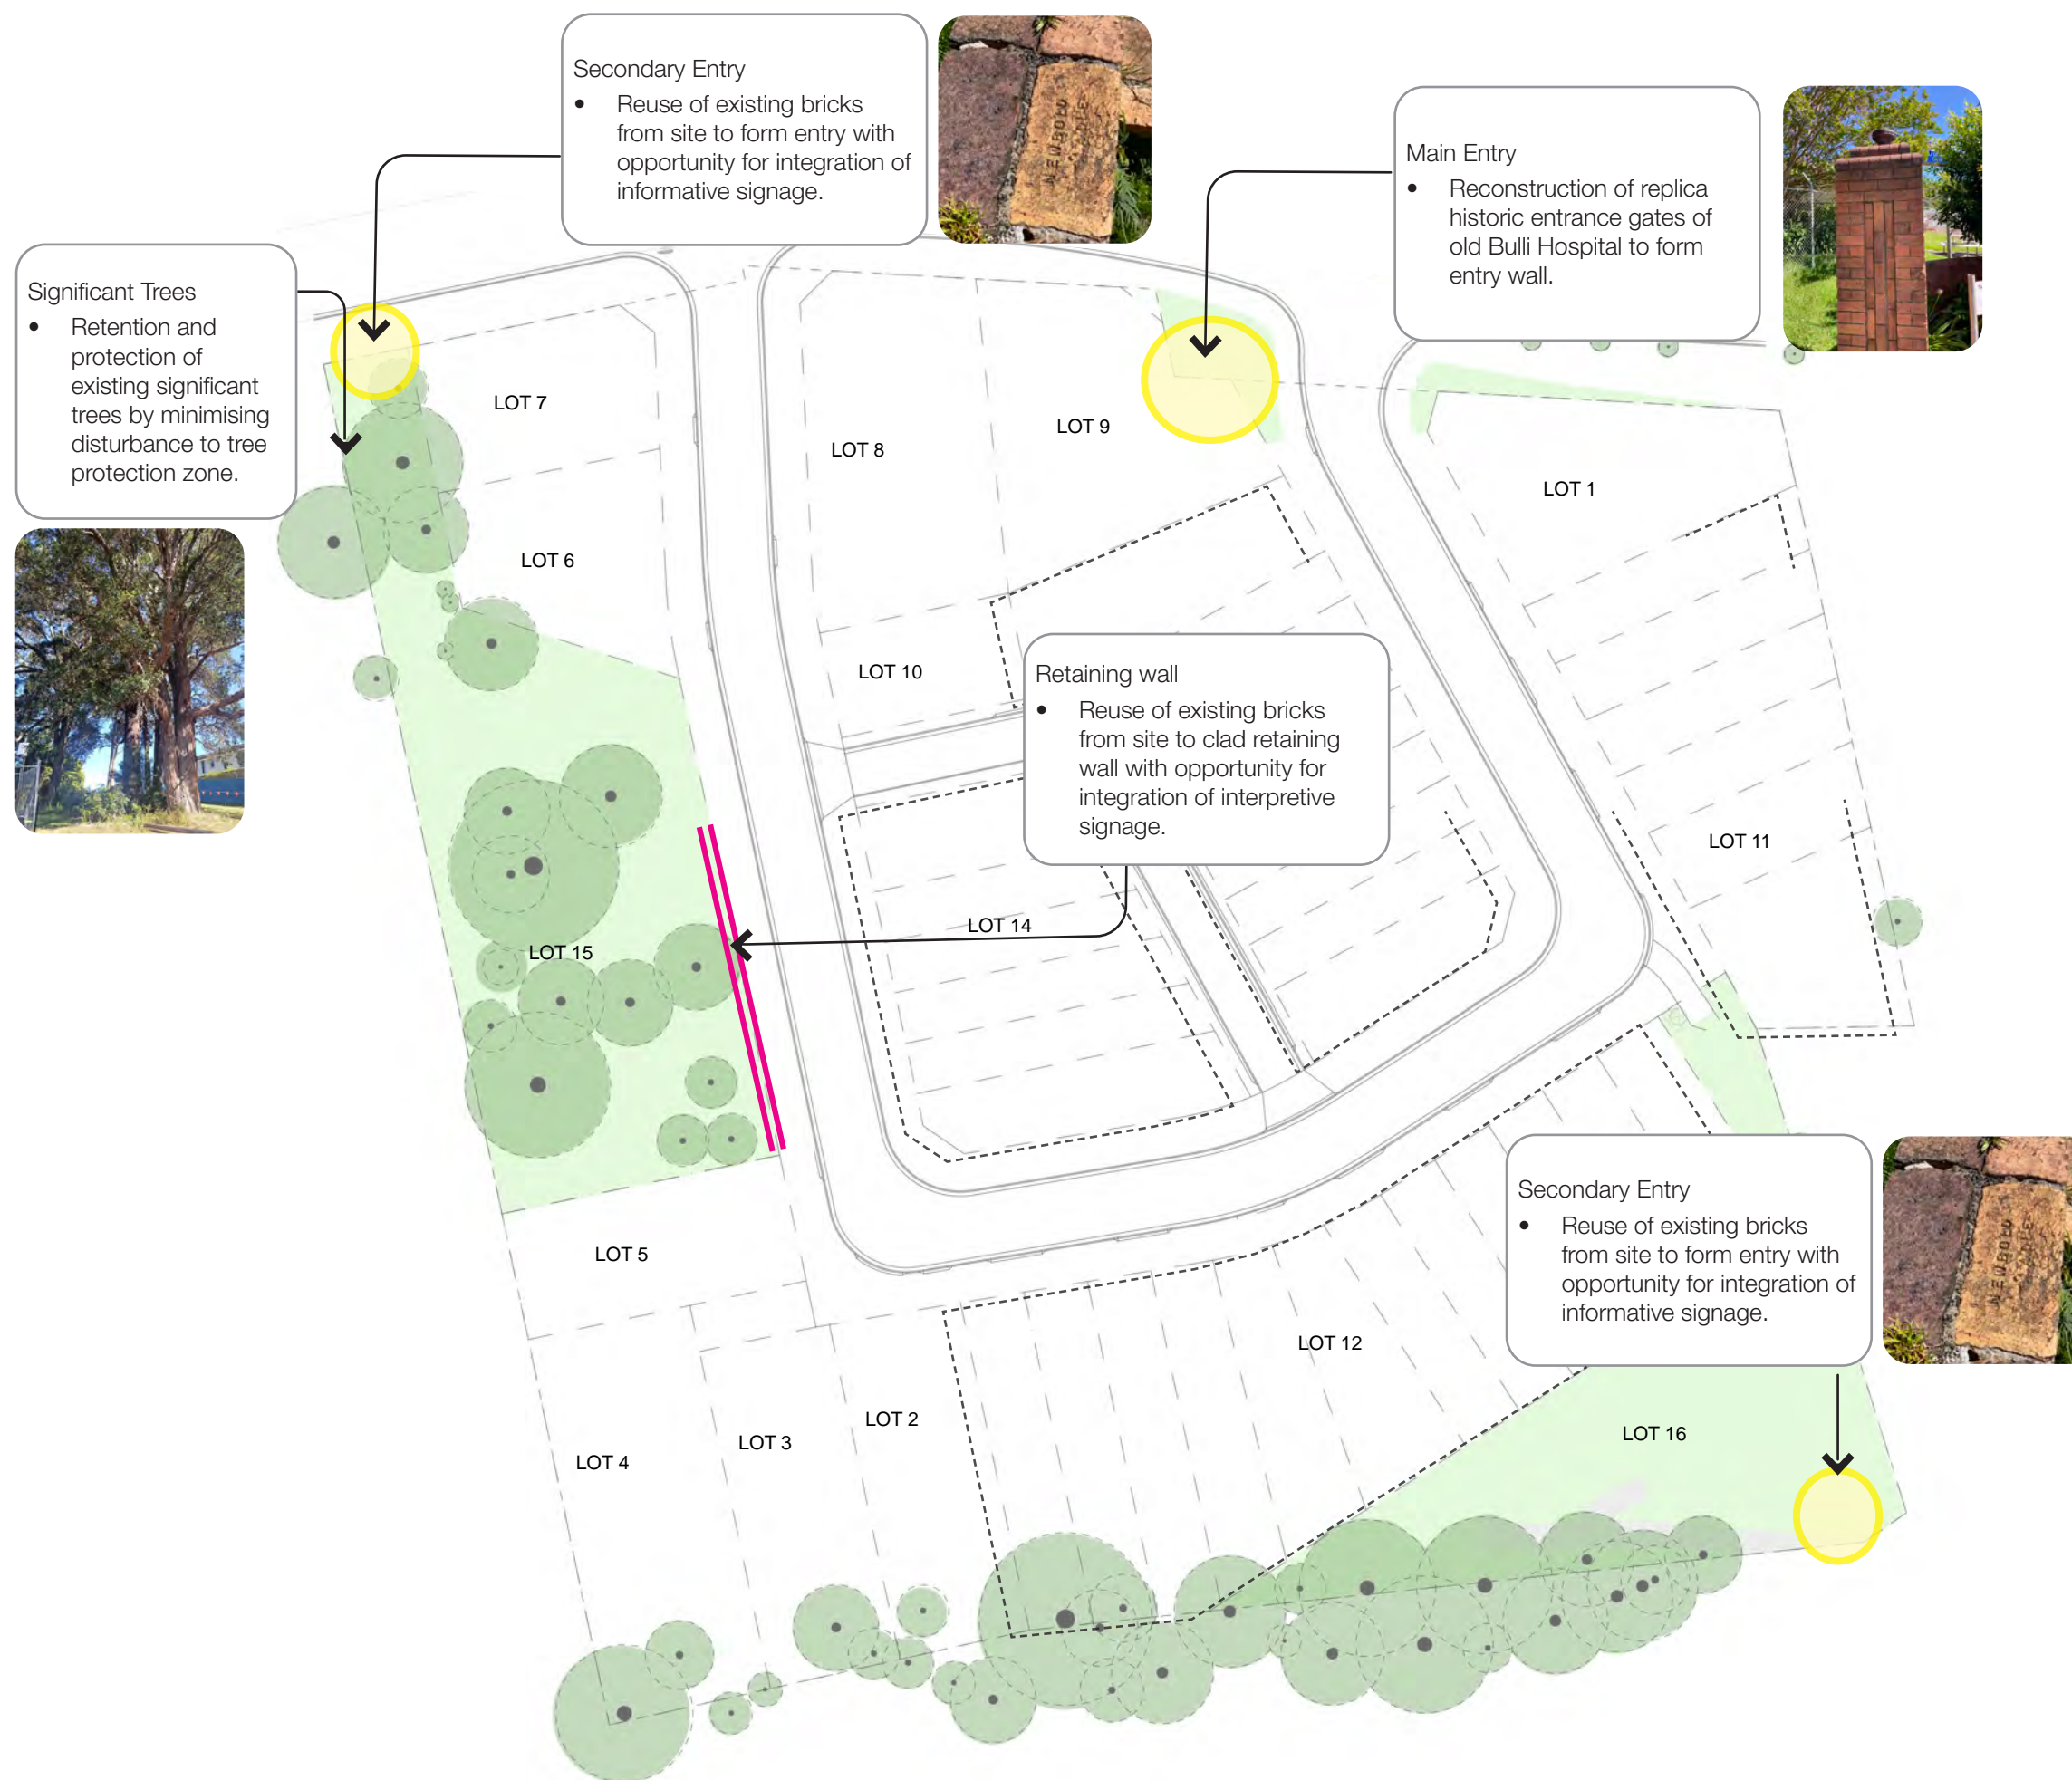 Secondary Entry
• Reuse of existing bricks
from site to form entry with
opportunity for integration of
informative signage.
NEWBOLD
Main Entry
• Reconstruction of replica
historic entrance gates of
old Bulli Hospital to form
entry wall.
Significant Trees
• Retention and
protection of
existing significant
trees by minimising
disturbance to tree
protection zone.
LOT 7
LOT 8
LOT 9
LOT 1
LOT 6
LOT 10
Retaining wall
• Reuse of existing bricks
from site to clad retaining
wall with opportunity for
integration of interpretive
signage.
LOT 11
LOT 14
LOT 15
LOT 5
Secondary Entry
• Reuse of existing bricks
from site to form entry with
opportunity for integration of
informative signage.
NEWBOLD
LOT 12
LOT 2
LOT 3
LOT 4
LOT 16